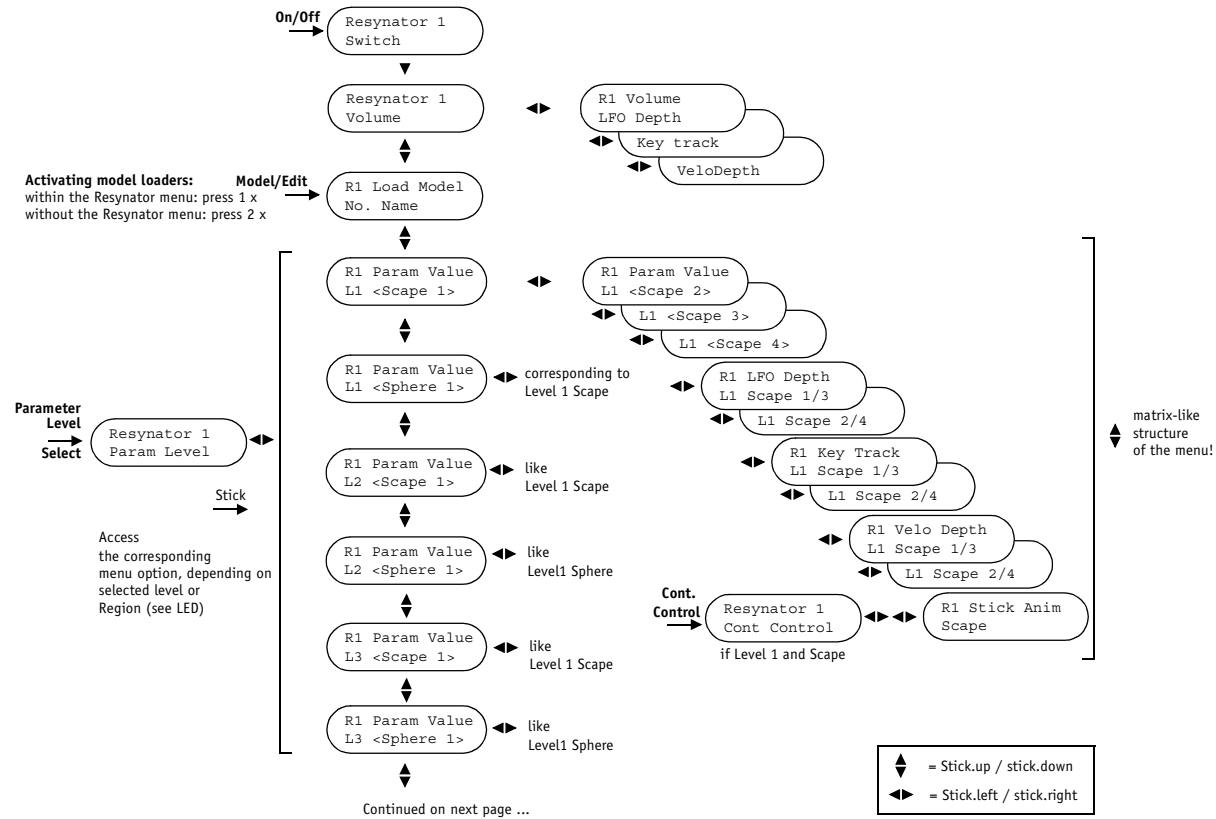 On/Off
Resynator 1
Switch
Resynator 1
Volume
R1 Volume
LFO Depth
Key track
VeloDepth
Activating model loaders:
within the Resynator menu: press 1 x
without the Resynator menu: press 2 x
Model/Edit
R1 Load Model
No. Name
R1 Param Value
L1 <Scape 1>
R1 Param Value
L1 <Scape 2>
L1 <Scape 3>
L1 <Scape 4>
R1 Param Value
L1 <Sphere 1>
corresponding to
Level 1 Scape
R1 LFO Depth
L1 Scape 1/3
L1 Scape 2/4
Parameter
Level
Select
Resynator 1
Param Level
matrix-like
structure
of the menu!
R1 Key Track
L1 Scape 1/3
L1 Scape 2/4
R1 Param Value
L2 <Scape 1>
like
Level 1 Scape
Stick
Access
the corresponding
menu option, depending on
selected level or
Region (see LED)
R1 Velo Depth
L1 Scape 1/3
L1 Scape 2/4
R1 Param Value
L2 <Sphere 1>
like
Level1 Sphere
Cont.
Control
Resynator 1
Cont Control
if Level 1 and Scape
R1 Stick Anim
Scape
R1 Param Value
L3 <Scape 1>
like
Level 1 Scape
R1 Param Value
L3 <Sphere 1>
like
Level1 Sphere
= Stick.up / stick.down
= Stick.left / stick.right
Continued on next page ...